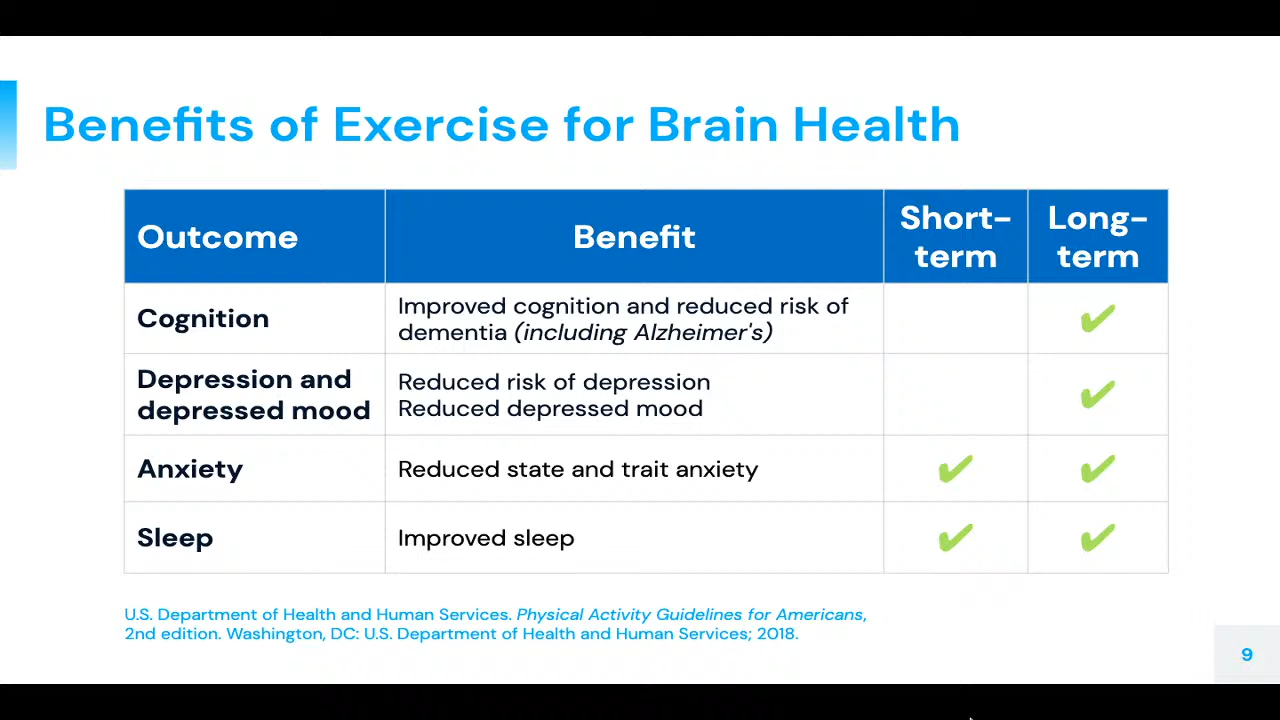 Benefits of Exercise for Brain Health
Outcome
Benefit
Short-
term
Long-
term
Cognition
Improved cognition and reduced risk of
dementia (including Alzheimer's)
✔
Depression and
depressed mood
Reduced risk of depression
Reduced depressed mood
✔
Anxiety
Reduced state and trait anxiety
✔
✔
Sleep
Improved sleep
✔
✔
U.S. Department of Health and Human Services. Physical Activity Guidelines for Americans,
2nd edition. Washington, DC: U.S. Department of Health and Human Services; 2018.
9